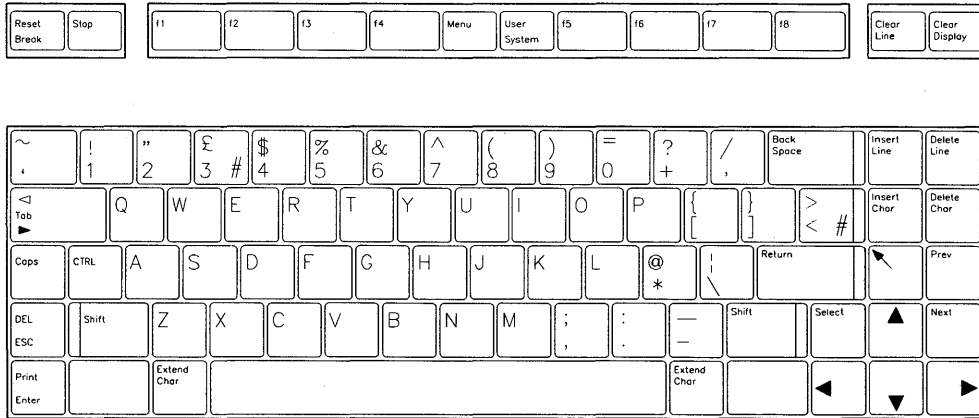 Reset Stop f1 f2 f3 f4 Menu User f5 f6 f7 f8 Clear Clear
Break System Line Display
~ ! " £ $ % & ^ ( ) = ? / Back Insert Delete
Space Line Line
' 1 2 3 # 4 5 6 7 8 9 0 + ,
Tab Q W E R T Y U I O P { } > Insert Delete
[ ] < # Char Char
Caps CTRL A S D F G H J K L @ ¦ Return Prev
* \
DEL Shift Z X C V B N M ; : — Shift Select Next
ESC , . –
Print Extend Extend
Enter Char Char